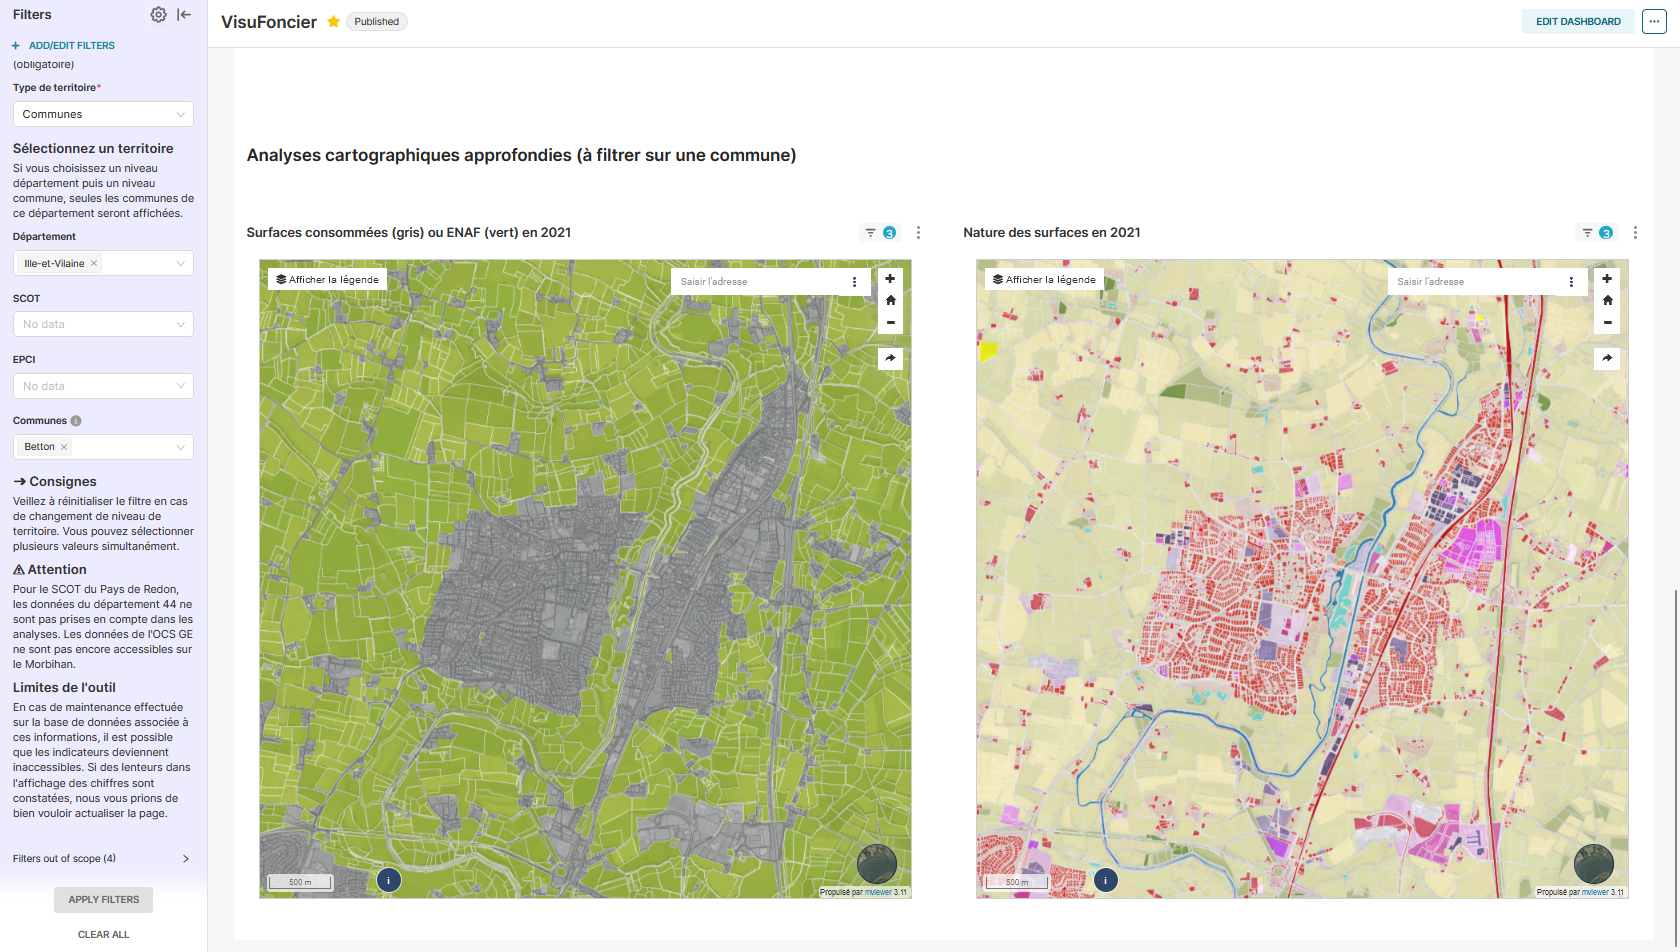 Filters
ADD/EDIT FILTERS
(obligatoire)
Type de territoire*
Communes
Sélectionnez un territoire
Si vous choisissez un niveau
département puis un niveau
commune, seules les communes de
ce département seront affichées.
Département
Ille-et-Vilaine
SCOT
No data
EPCI
No data
Communes
Betton
➔ Consignes
Veillez à réinitialiser le filtre en cas
de changement de niveau de
territoire. Vous pouvez sélectionner
plusieurs valeurs simultanément.
⚠ Attention
Pour le SCOT du Pays de Redon,
les données du département 44 ne
sont pas prises en compte dans les
analyses. Les données de l'OCS GE
ne sont pas encore accessibles sur
le Morbihan.
Limites de l'outil
En cas de maintenance effectuée
sur la base de données associée à
ces informations, il est possible
que les indicateurs deviennent
inaccessibles. Si des lenteurs dans
l'affichage des chiffres sont
constatées, nous vous prions de
bien vouloir actualiser la page.
Filters out of scope (4)
APPLY FILTERS
CLEAR ALL
VisuFoncier
Published
EDIT DASHBOARD
Analyses cartographiques approfondies (à filtrer sur une commune)
Surfaces consommées (gris) ou ENAF (vert) en 2021
3
Afficher la légende
Saisir l'adresse
500 m
i
Propulsé par mviewer 3.11
Nature des surfaces en 2021
3
Afficher la légende
Saisir l'adresse
500 m
i
Propulsé par mviewer 3.11